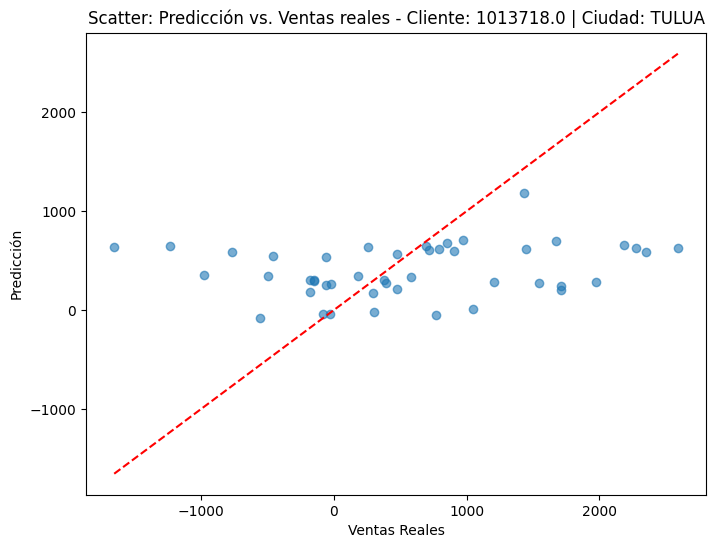 Scatter: Predicción vs. Ventas reales - Cliente: 1013718.0 | Ciudad: TULUA
2000
1000
0
−1000
Predicción
−1000
0
1000
2000
Ventas Reales